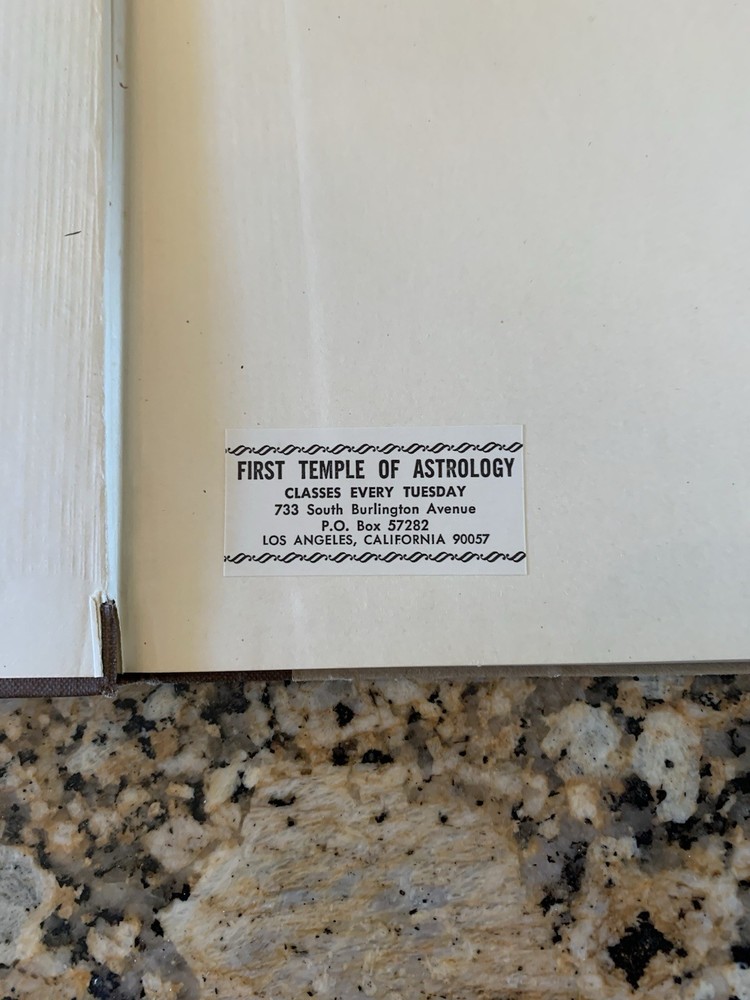 FIRST TEMPLE OF ASTROLOGY
CLASSES EVERY TUESDAY
733 South Burlington Avenue
P.O. Box 57282
LOS ANGELES, CALIFORNIA 90057